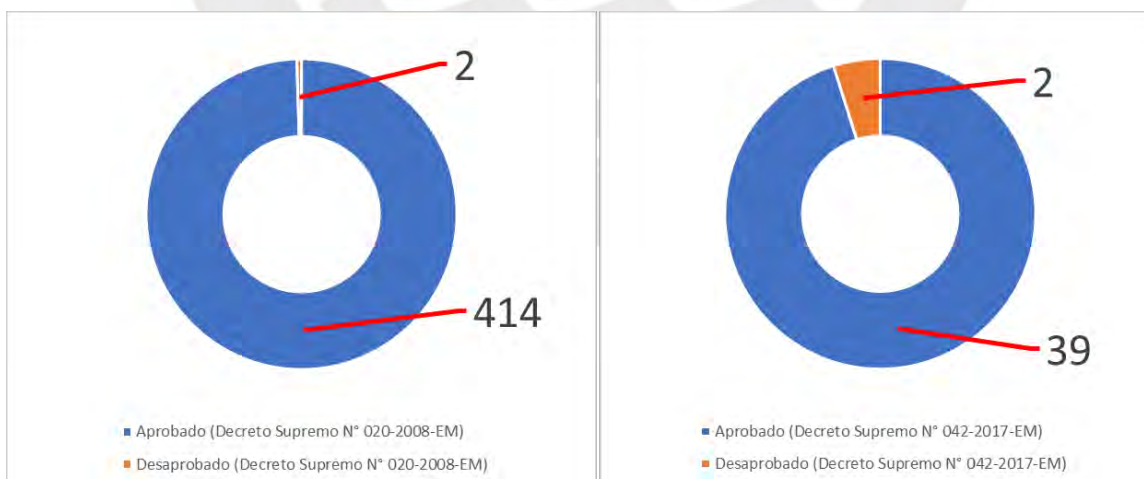 2
414
Aprobado (Decreto Supremo N° 020-2008-EM)
Desaprobado (Decreto Supremo N° 020-2008-EM)
2
39
Aprobado (Decreto Supremo N° 042-2017-EM)
Desaprobado (Decreto Supremo N° 042-2017-EM)